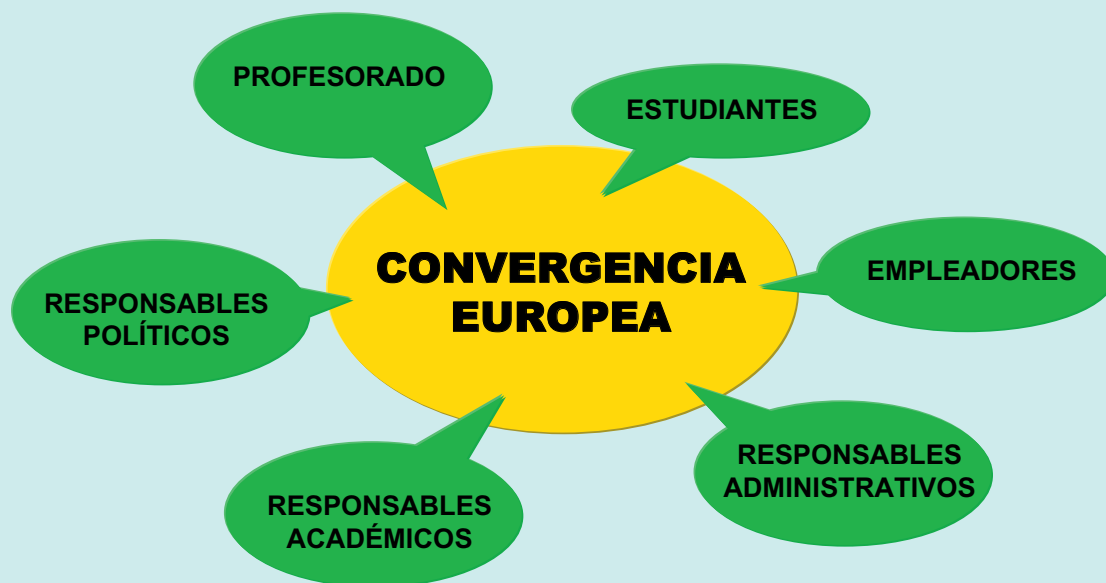 PROFESORADO
ESTUDIANTES
CONVERGENCIA
EUROPEA
EMPLEADORES
RESPONSABLES
POLÍTICOS
RESPONSABLES
ADMINISTRATIVOS
RESPONSABLES
ACADÉMICOS